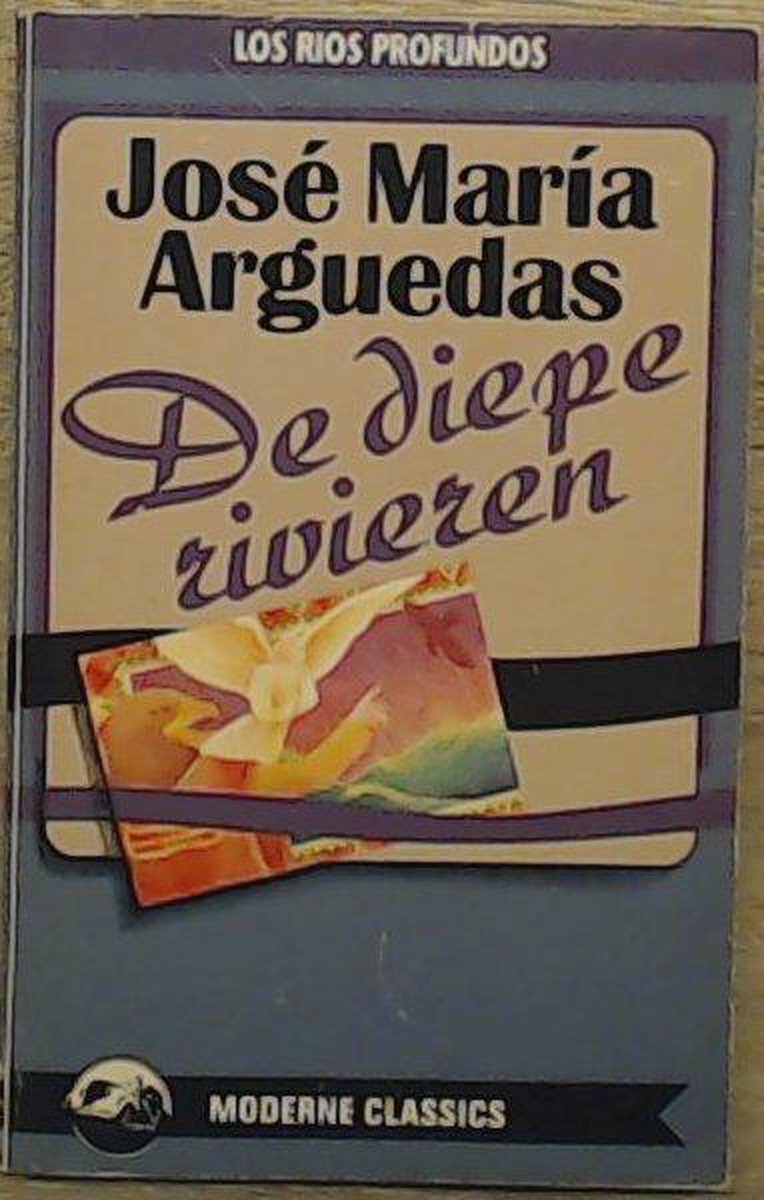 LOS RIOS PROFUNDOS
José María
Arguedas
De diepe
rivieren
MODERNE CLASSICS